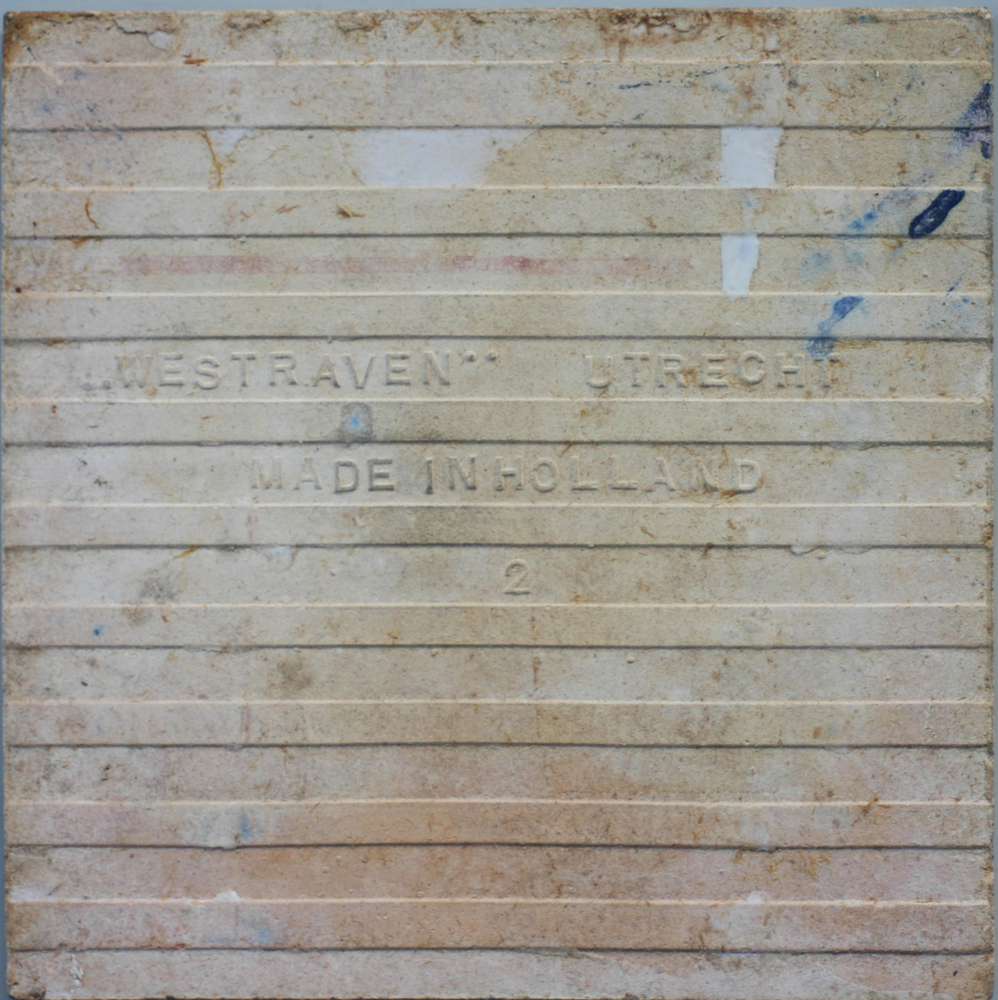 „WESTRAVEN” UTRECHT
MADE IN HOLLAND
2